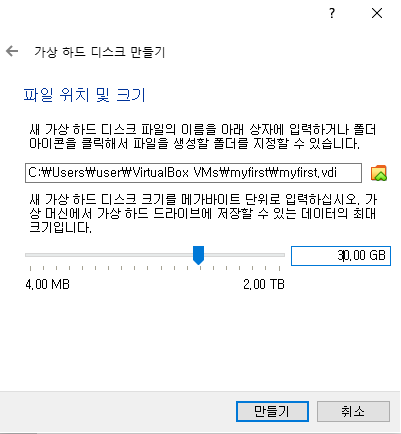 ?
가상 하드 디스크 만들기
파일 위치 및 크기
새 가상 하드 디스크 파일의 이름을 아래 상자에 입력하거나 폴더
아이콘을 클릭해서 파일을 생성할 폴더를 지정할 수 있습니다.
C:₩Users₩user₩VirtualBox VMs₩myfirst₩myfirst.vdi
새 가상 하드 디스크 크기를 메가바이트 단위로 입력하십시오. 가
상 머신에서 가상 하드 드라이브에 저장할 수 있는 데이터의 최대
크기입니다.
30.00 GB
4.00 MB 2.00 TB
만들기 취소